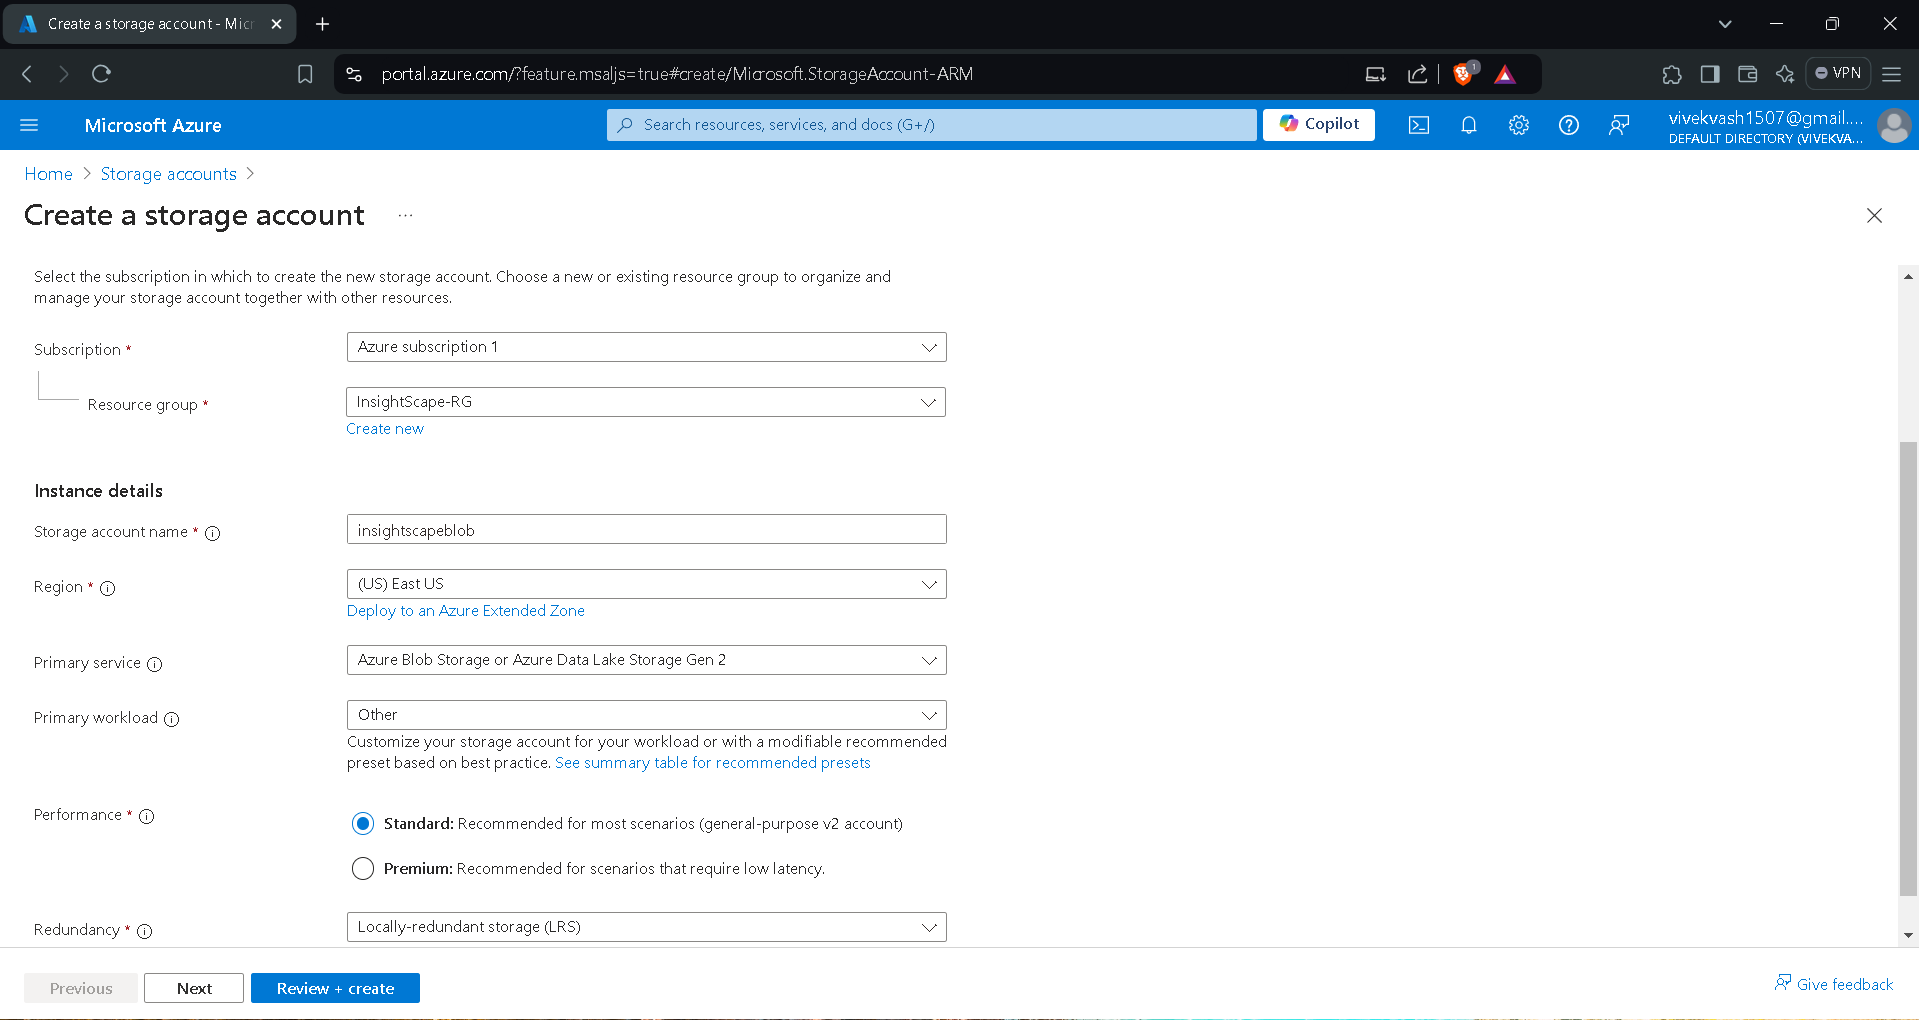 Create a storage account - Micr
portal.azure.com/?feature.msaljs=true#create/Microsoft.StorageAccount-ARM
1
VPN
Microsoft Azure
Search resources, services, and docs (G+/)
Copilot
vivekvash1507@gmail....
DEFAULT DIRECTORY (VIVEKVA...
Home > Storage accounts >
Create a storage account ...
Select the subscription in which to create the new storage account. Choose a new or existing resource group to organize and
manage your storage account together with other resources.
Subscription *
Azure subscription 1
Resource group *
InsightScape-RG
Create new
Instance details
Storage account name *
insightscapeblob
Region *
(US) East US
Deploy to an Azure Extended Zone
Primary service
Azure Blob Storage or Azure Data Lake Storage Gen 2
Primary workload
Other
Customize your storage account for your workload or with a modifiable recommended
preset based on best practice. See summary table for recommended presets
Performance *
Standard: Recommended for most scenarios (general-purpose v2 account)
Premium: Recommended for scenarios that require low latency.
Redundancy *
Locally-redundant storage (LRS)
Previous
Next
Review + create
Give feedback